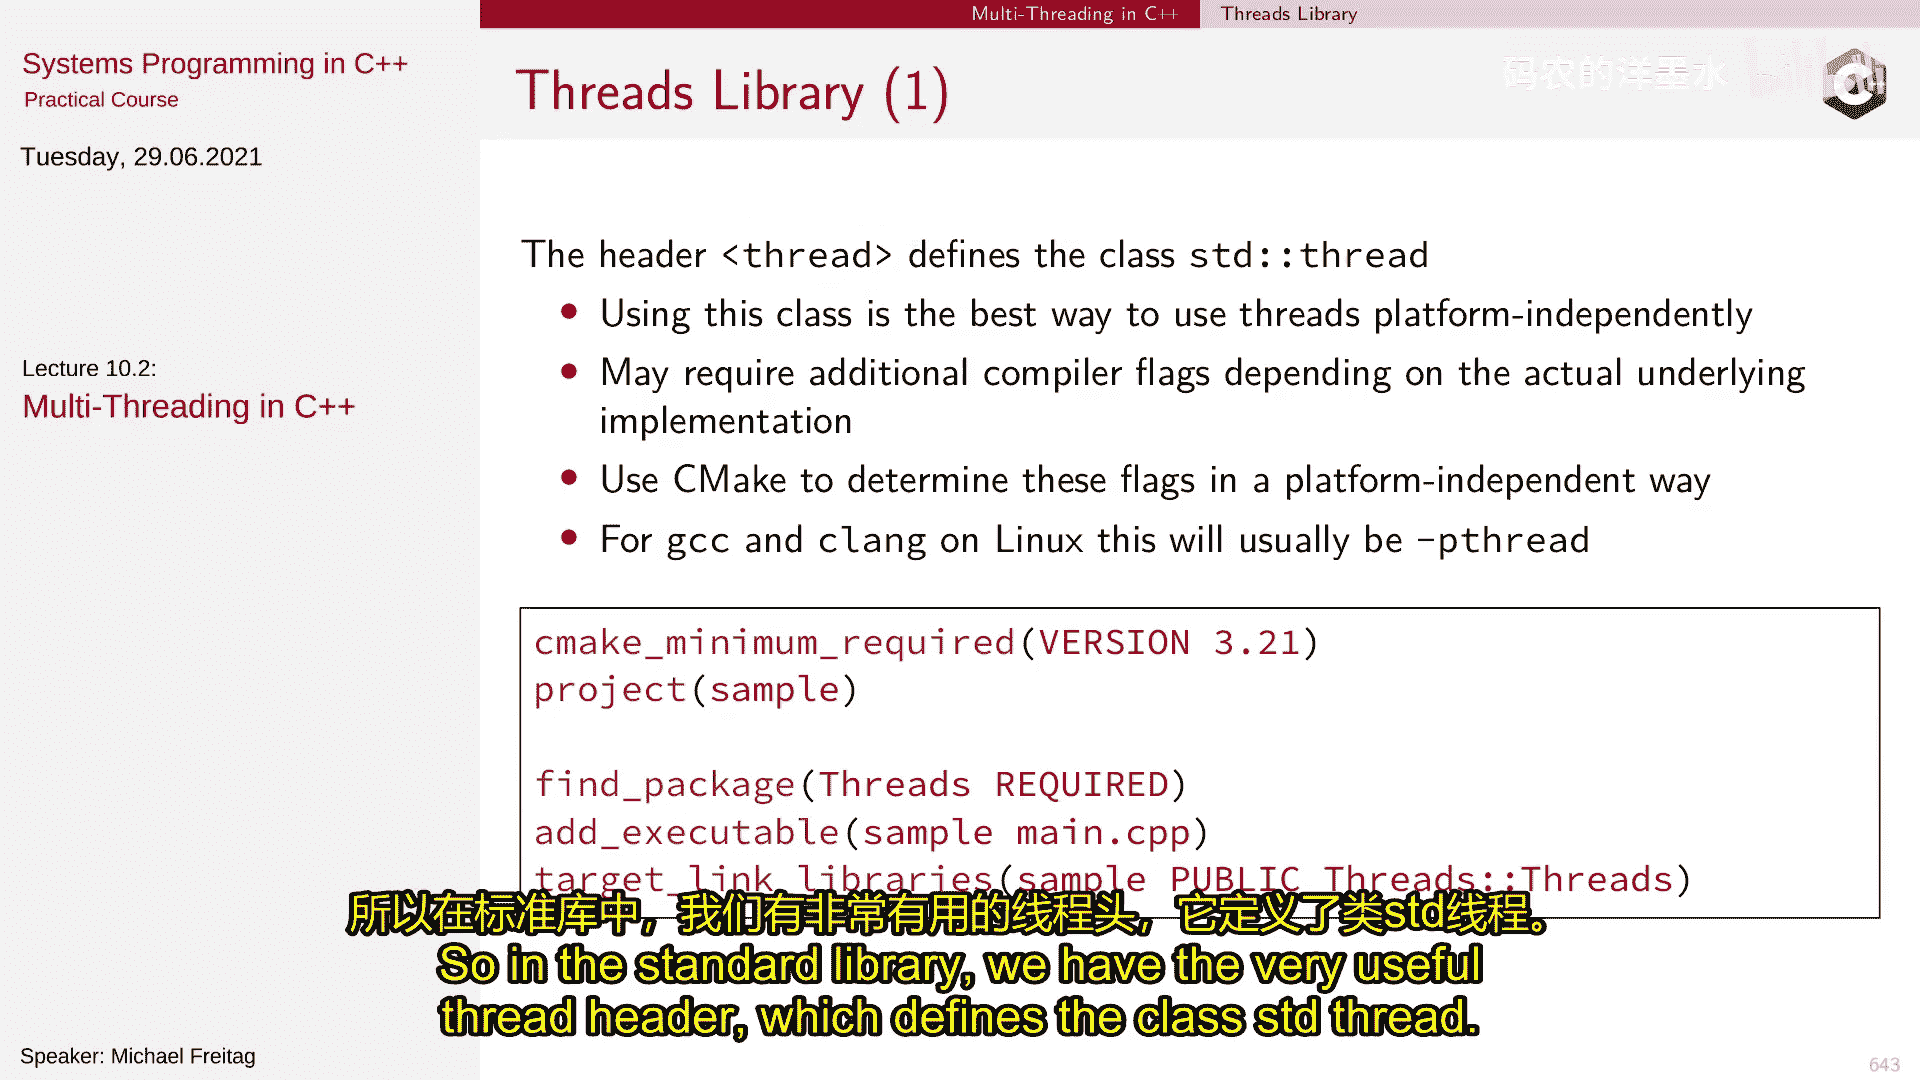 Multi-Threading in C++
Threads Library
Systems Programming in C++
Practical Course
Tuesday, 29.06.2021
Lecture 10.2:
Multi-Threading in C++
Threads Library (1)
码农的洋墨水
The header <thread> defines the class std::thread
• Using this class is the best way to use threads platform-independently
• May require additional compiler flags depending on the actual underlying
implementation
• Use CMake to determine these flags in a platform-independent way
• For gcc and clang on Linux this will usually be -pthread
cmake_minimum_required(VERSION 3.21)
project(sample)
find_package(Threads REQUIRED)
add_executable(sample main.cpp)
target_link_libraries(sample PUBLIC Threads::Threads)
所以在标准库中，我们有非常有用的线程头，它定义了类std线程。
So in the standard library, we have the very useful
thread header, which defines the class std thread.
Speaker: Michael Freitag
643